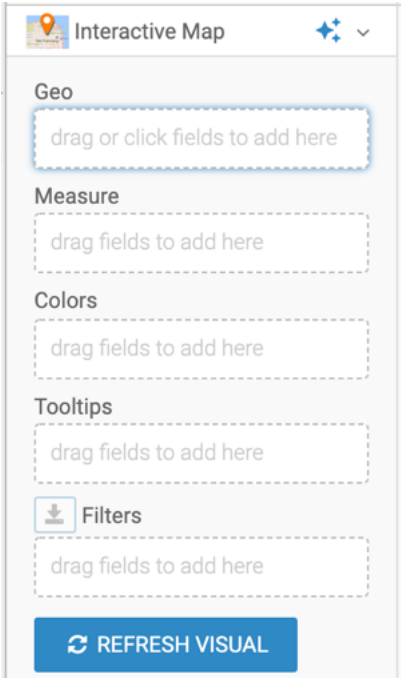 Interactive Map
Geo
drag or click fields to add here
Measure
drag fields to add here
Colors
drag fields to add here
Tooltips
drag fields to add here
Filters
drag fields to add here
REFRESH VISUAL